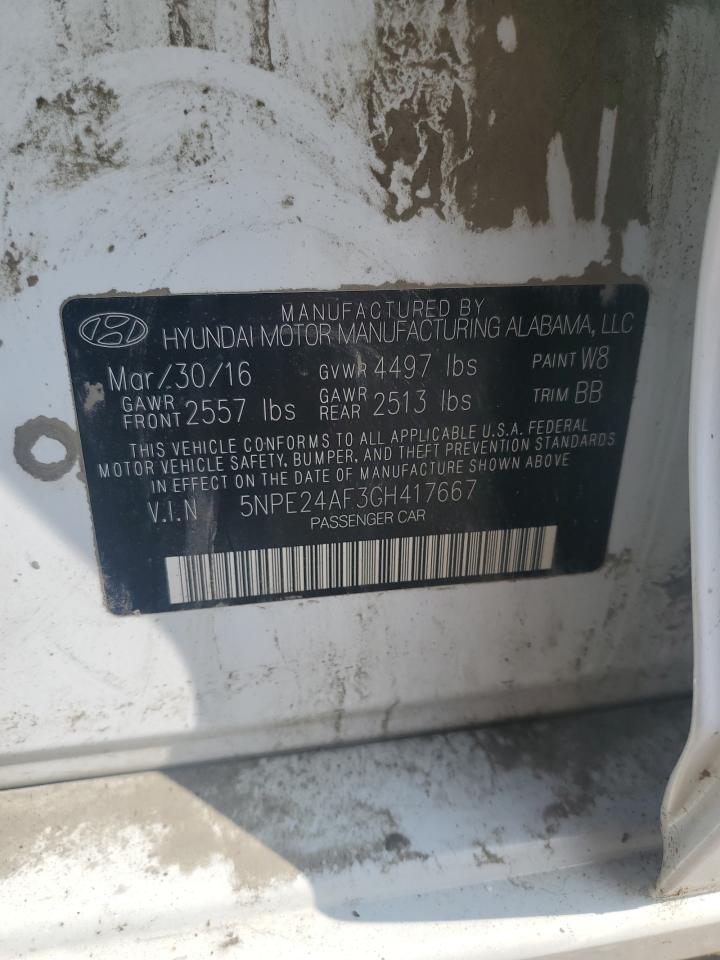 MANUFACTURED BY
HYUNDAI MOTOR MANUFACTURING ALABAMA, LLC
Mar/30/16 GVWR 4497 lbs PAINT W8
GAWR FRONT 2557 lbs GAWR REAR 2513 lbs TRIM BB
THIS VEHICLE CONFORMS TO ALL APPLICABLE U.S.A. FEDERAL
MOTOR VEHICLE SAFETY, BUMPER, AND THEFT PREVENTION STANDARDS
IN EFFECT ON THE DATE OF MANUFACTURE SHOWN ABOVE
V.I.N 5NPE24AF3GH417667
PASSENGER CAR